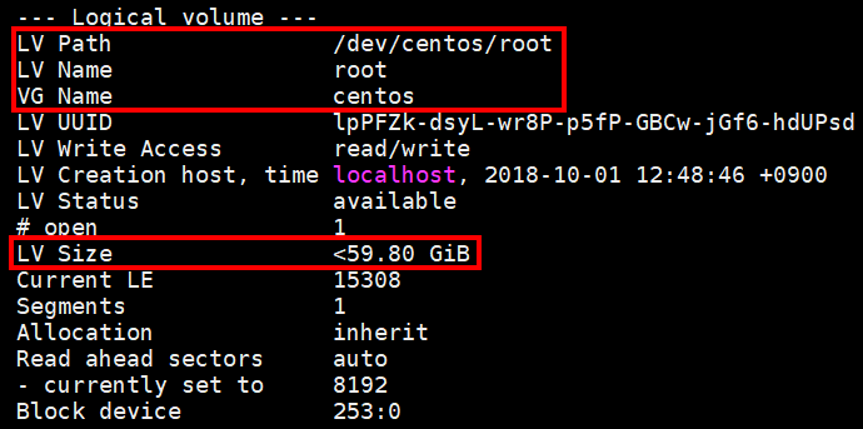 --- Logical volume ---
LV Path                /dev/centos/root
LV Name                root
VG Name                centos
LV UUID                lpPFZk-dsyL-wr8P-p5fP-GBCw-jGf6-hdUPsd
LV Write Access        read/write
LV Creation host, time localhost, 2018-10-01 12:48:46 +0900
LV Status              available
# open                 1
LV Size                <59.80 GiB
Current LE             15308
Segments               1
Allocation             inherit
Read ahead sectors     auto
- currently set to     8192
Block device           253:0